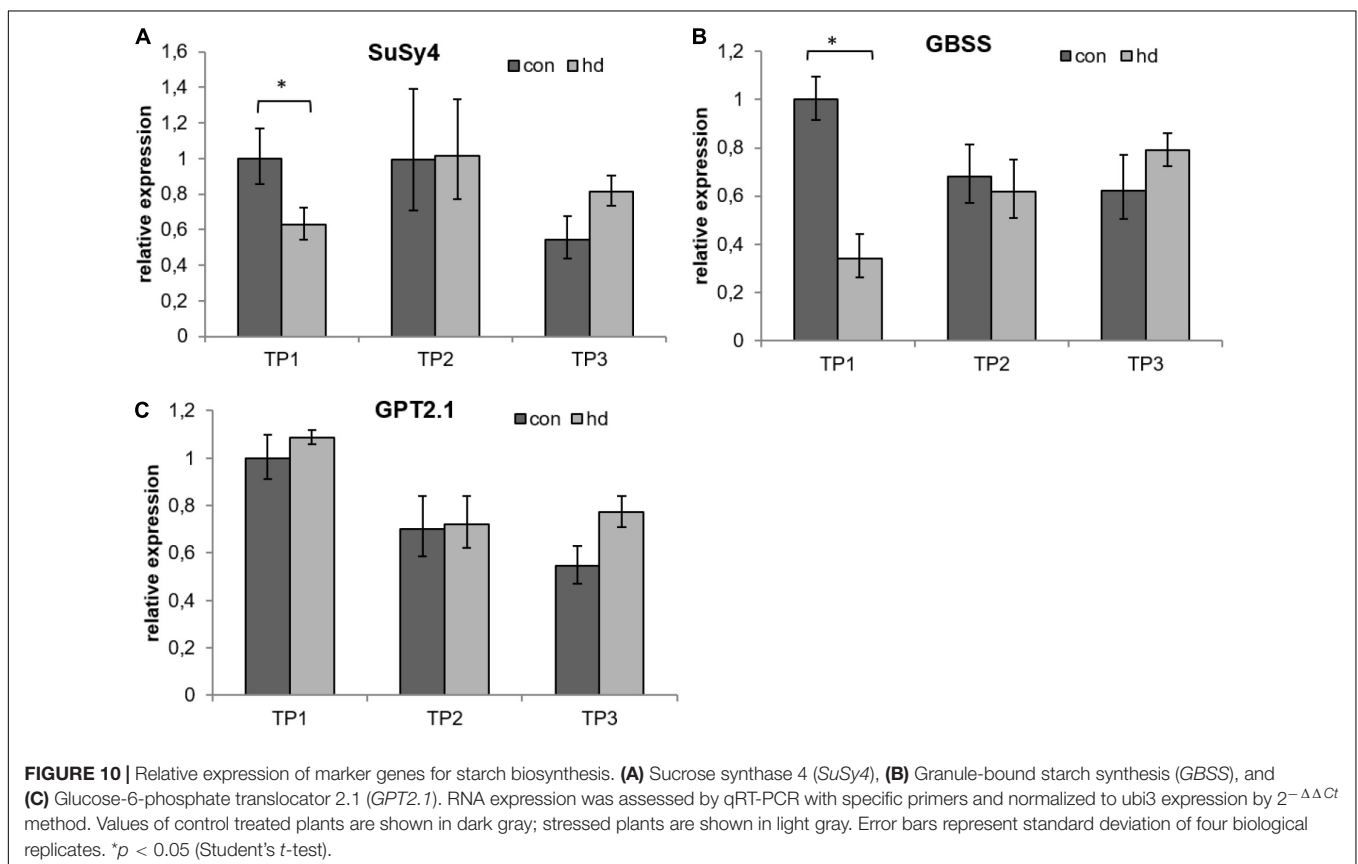 A
SuSy4
con hd
relative expression
1,6
1,4
1,2
1
0,8
0,6
0,4
0,2
0
*
TP1 TP2 TP3
B
GBSS
con hd
relative expression
1,2
1
0,8
0,6
0,4
0,2
0
*
TP1 TP2 TP3
C
GPT2.1
con hd
relative expression
1,2
1
0,8
0,6
0,4
0,2
0
TP1 TP2 TP3
FIGURE 10 | Relative expression of marker genes for starch biosynthesis. (A) Sucrose synthase 4 (SuSy4), (B) Granule-bound starch synthesis (GBSS), and
(C) Glucose-6-phosphate translocator 2.1 (GPT2.1). RNA expression was assessed by qRT-PCR with specific primers and normalized to ubi3 expression by 2^−ΔΔCt
method. Values of control treated plants are shown in dark gray; stressed plants are shown in light gray. Error bars represent standard deviation of four biological
replicates. *p < 0.05 (Student's t-test).